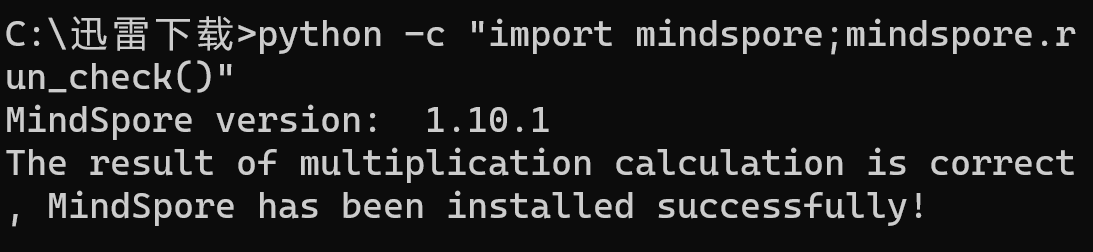 C:\迅雷下载>python -c "import mindspore;mindspore.r
un_check()"
MindSpore version:  1.10.1
The result of multiplication calculation is correct
, MindSpore has been installed successfully!